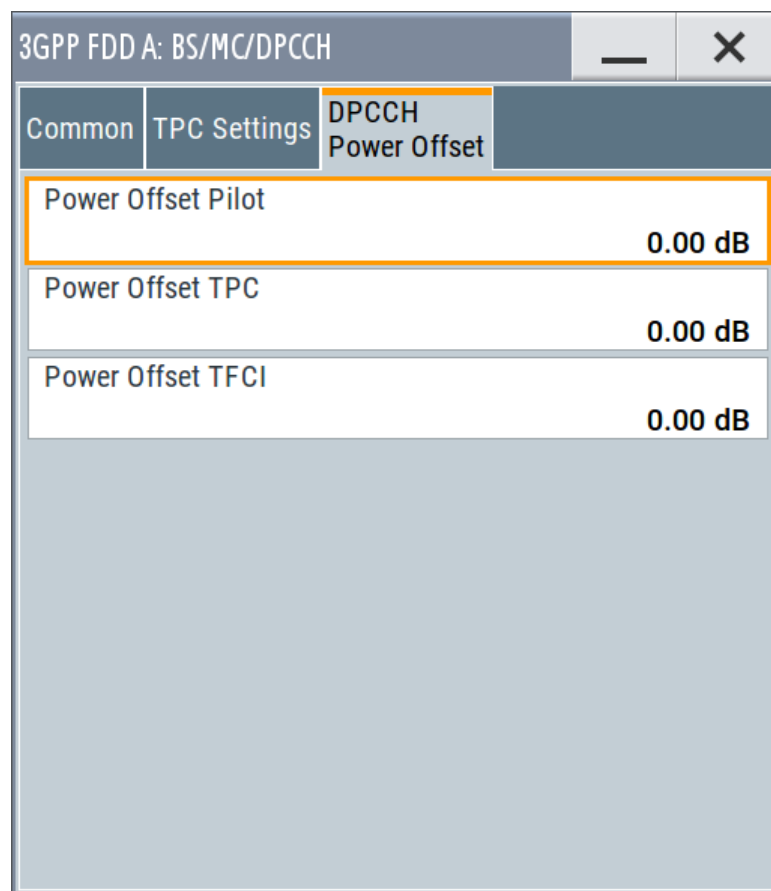 3GPP FDD A: BS/MC/DPCCH
Common
TPC Settings
DPCCH
Power Offset
Power Offset Pilot
0.00 dB
Power Offset TPC
0.00 dB
Power Offset TFCI
0.00 dB